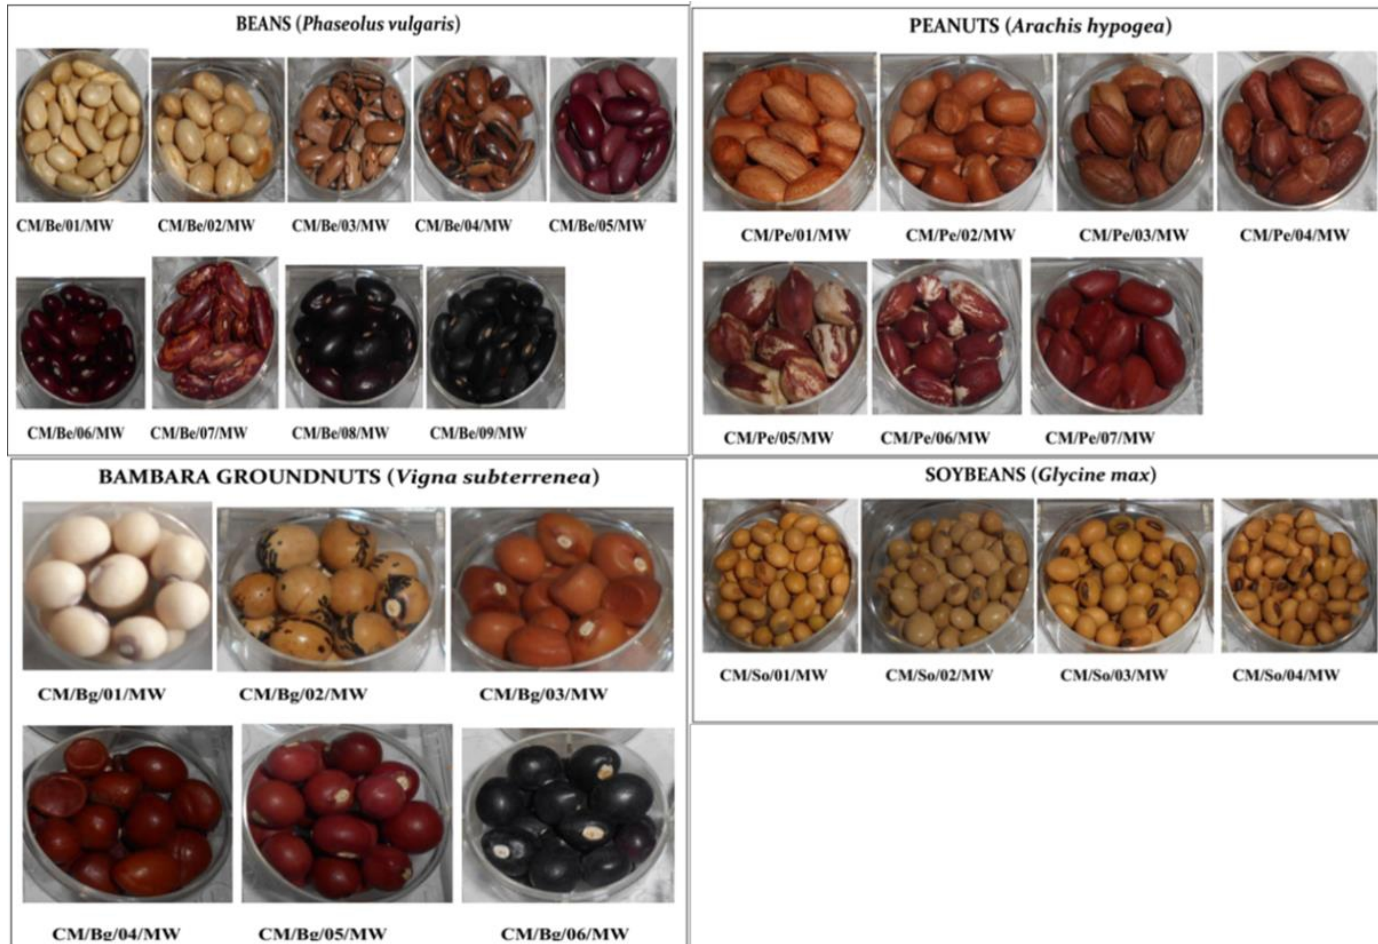 BEANS (Phaseolus vulgaris)
CM/Be/01/MW CM/Be/02/MW CM/Be/03/MW CM/Be/04/MW CM/Be/05/MW
CM/Be/06/MW CM/Be/07/MW CM/Be/08/MW CM/Be/09/MW
PEANUTS (Arachis hypogea)
CM/Pe/01/MW CM/Pe/02/MW CM/Pe/03/MW CM/Pe/04/MW
CM/Pe/05/MW CM/Pe/06/MW CM/Pe/07/MW
BAMBARA GROUNDNUTS (Vigna subterrenea)
CM/Bg/01/MW CM/Bg/02/MW CM/Bg/03/MW
CM/Bg/04/MW CM/Bg/05/MW CM/Bg/06/MW
SOYBEANS (Glycine max)
CM/So/01/MW CM/So/02/MW CM/So/03/MW CM/So/04/MW